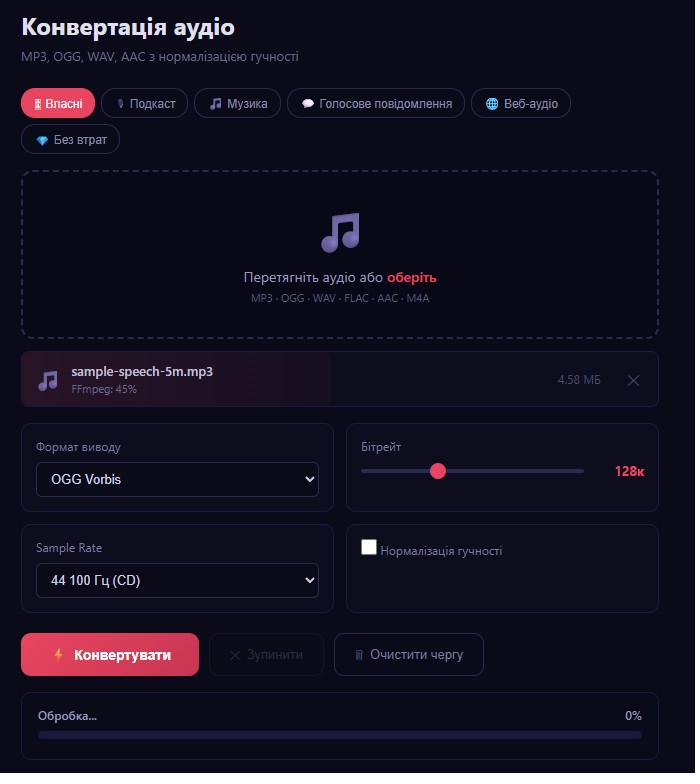 Конвертація аудіо
MP3, OGG, WAV, AAC з нормалізацією гучності
Власні
Подкаст
Музика
Голосове повідомлення
Веб-аудіо
Без втрат
Перетягніть аудіо або оберіть
MP3 · OGG · WAV · FLAC · AAC · M4A
sample-speech-5m.mp3
FFmpeg: 45%
4.58 МБ
Формат виводу
OGG Vorbis
Бітрейт
128к
Sample Rate
44 100 Гц (CD)
Нормалізація гучності
Конвертувати
Зупинити
Очистити чергу
Обробка...
0%